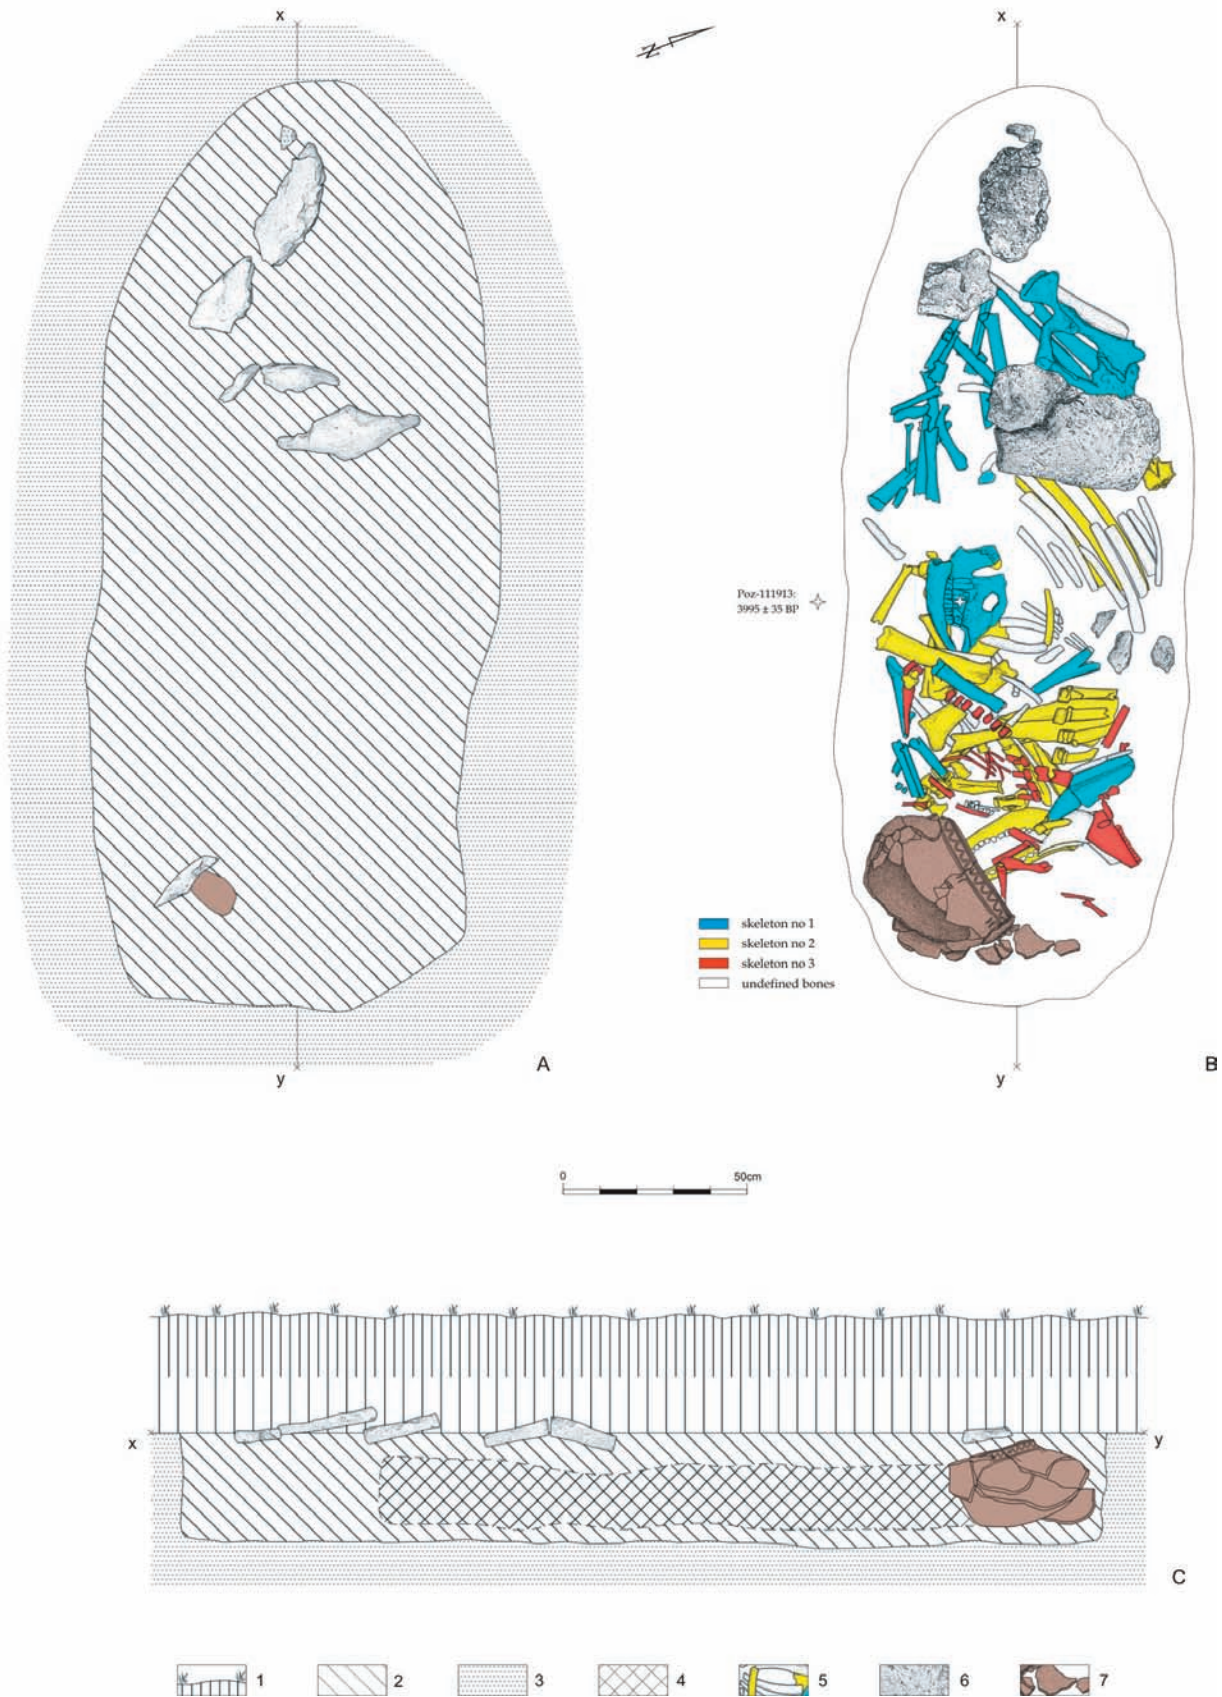 x
x
N
Poz-111913:
3995 ± 35 BP
skeleton no 1
skeleton no 2
skeleton no 3
undefined bones
A
B
y
y
0 50cm
x
y
C
1 2 3 4 5 6 7